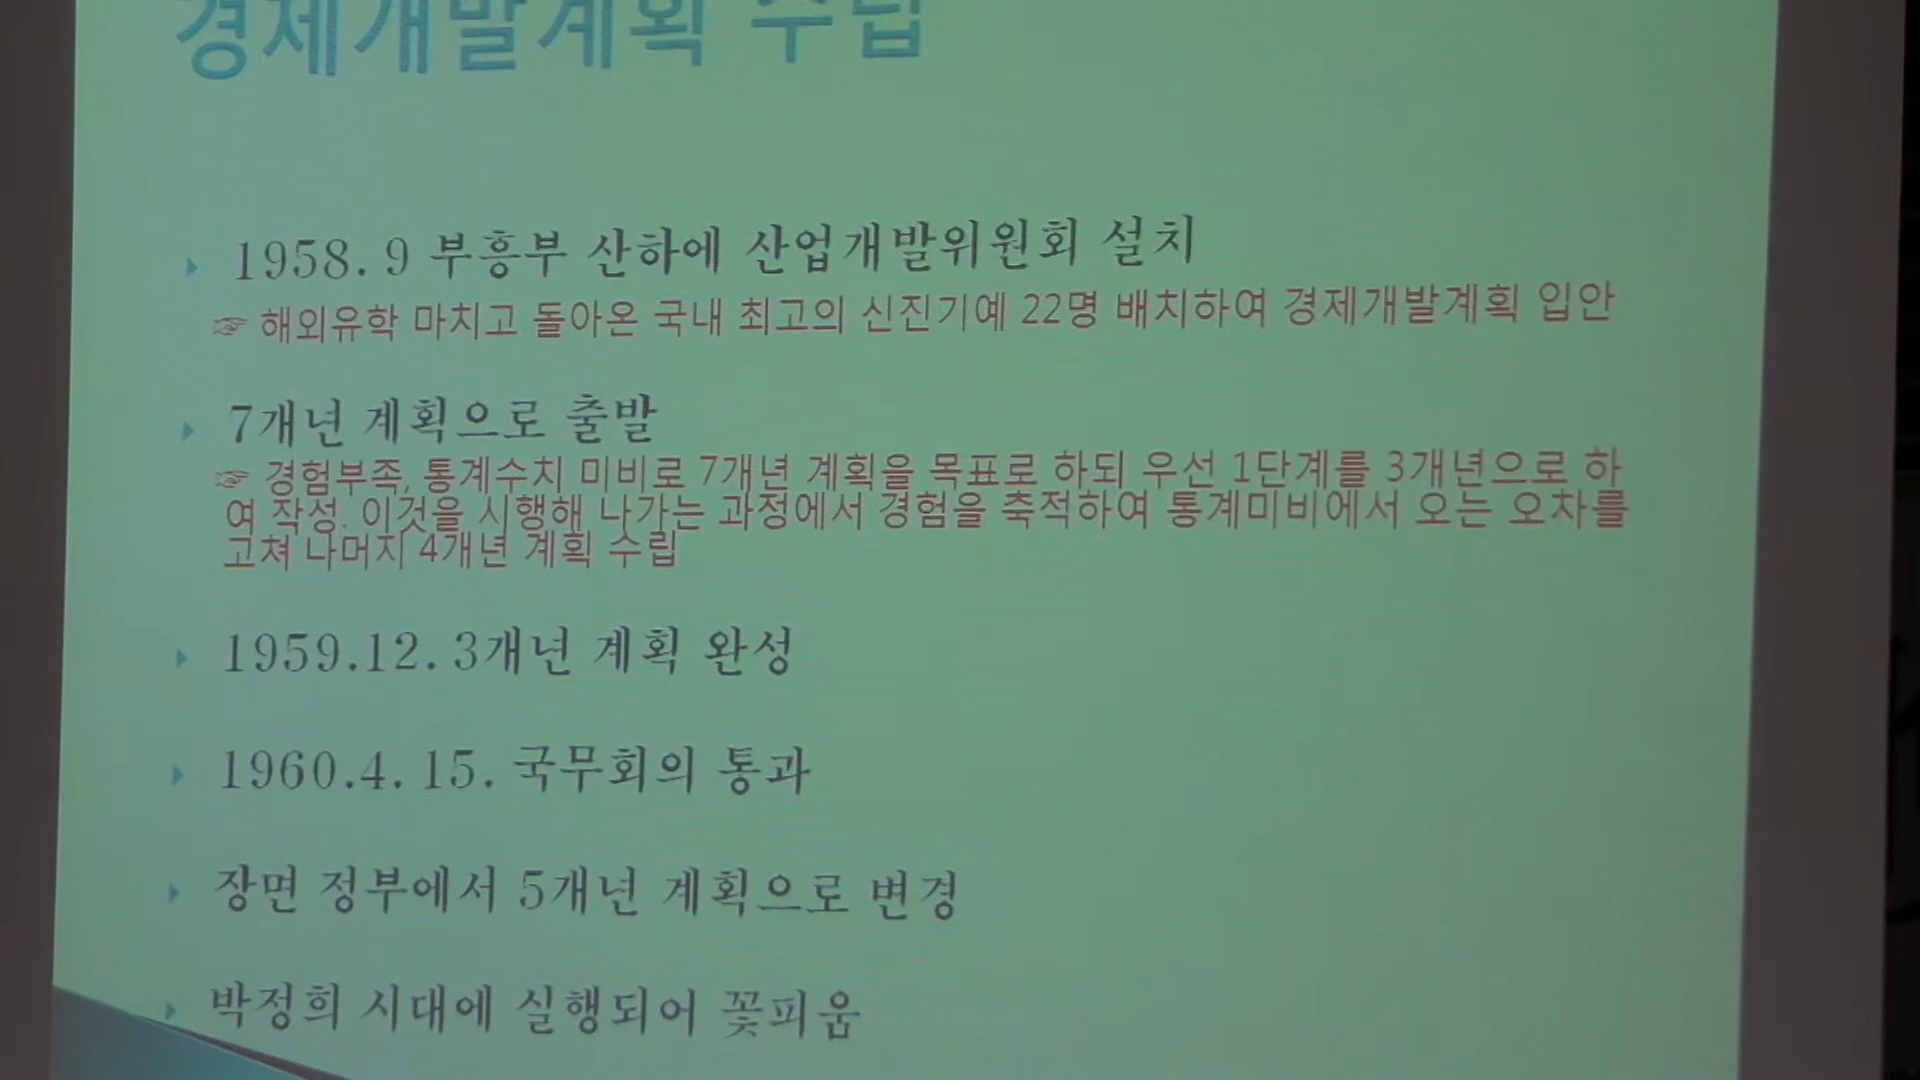 경제개발계획 수립
1958. 9 부흥부 산하에 산업개발위원회 설치
☞ 해외유학 마치고 돌아온 국내 최고의 신진기예 22명 배치하여 경제개발계획 입안
7개년 계획으로 출발
☞ 경험부족, 통계수치 미비로 7개년 계획을 목표로 하되 우선 1단계를 3개년으로 하
여 작성. 이것을 시행해 나가는 과정에서 경험을 축적하여 통계미비에서 오는 오차를
고쳐 나머지 4개년 계획 수립
1959.12. 3개년 계획 완성
1960.4. 15. 국무회의 통과
장면 정부에서 5개년 계획으로 변경
박정희 시대에 실행되어 꽃피움